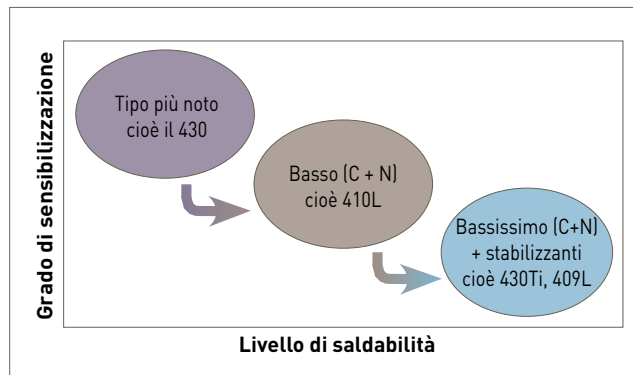 Grado di sensibilizzazione
Tipo più noto
cioè il 430
Basso (C + N)
cioè 410L
Bassissimo (C+N)
+ stabilizzanti
cioè 430Ti, 409L
Livello di saldabilità